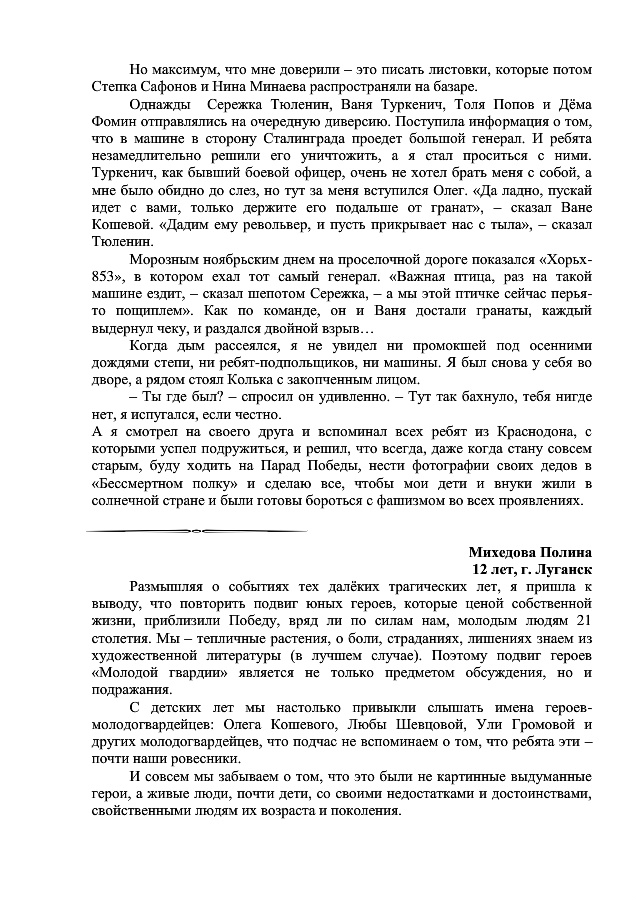 Но максимум, что мне доверили – это писать листовки, которые потом
Степка Сафонов и Нина Минаева распространяли на базаре.
Однажды Сережка Тюленин, Ваня Туркенич, Толя Попов и Дёма
Фомин отправлялись на очередную диверсию. Поступила информация о том,
что в машине в сторону Сталинграда проедет большой генерал. И ребята
незамедлительно решили его уничтожить, а я стал проситься с ними.
Туркенич, как бывший боевой офицер, очень не хотел брать меня с собой, а
мне было обидно до слез, но тут за меня вступился Олег. «Да ладно, пускай
идет с вами, только держите его подальше от гранат», – сказал Ване
Кошевой. «Дадим ему револьвер, и пусть прикрывает нас с тыла», – сказал
Тюленин.
Морозным ноябрьским днем на проселочной дороге показался «Хорьх-
853», в котором ехал тот самый генерал. «Важная птица, раз на такой
машине ездит, – сказал шепотом Сережка, – а мы этой птичке сейчас перья-
то пощиплем». Как по команде, он и Ваня достали гранаты, каждый
выдернул чеку, и раздался двойной взрыв…
Когда дым рассеялся, я не увидел ни промокшей под осенними
дождями степи, ни ребят-подпольщиков, ни машины. Я был снова у себя во
дворе, а рядом стоял Колька с закопченным лицом.
– Ты где был? – спросил он удивленно. – Тут так бахнуло, тебя нигде
нет, я испугался, если честно.
А я смотрел на своего друга и вспоминал всех ребят из Краснодона, с
которыми успел подружиться, и решил, что всегда, даже когда стану совсем
старым, буду ходить на Парад Победы, нести фотографии своих дедов в
«Бессмертном полку» и сделаю все, чтобы мои дети и внуки жили в
солнечной стране и были готовы бороться с фашизмом во всех проявлениях.
Михедова Полина
12 лет, г. Луганск
Размышляя о событиях тех далёких трагических лет, я пришла к
выводу, что повторить подвиг юных героев, которые ценой собственной
жизни, приблизили Победу, вряд ли по силам нам, молодым людям 21
столетия. Мы – тепличные растения, о боли, страданиях, лишениях знаем из
художественной литературы (в лучшем случае). Поэтому подвиг героев
«Молодой гвардии» является не только предметом обсуждения, но и
подражания.
С детских лет мы настолько привыкли слышать имена героев-
молодогвардейцев: Олега Кошевого, Любы Шевцовой, Ули Громовой и
других молодогвардейцев, что подчас не вспоминаем о том, что ребята эти –
почти наши ровесники.
И совсем мы забываем о том, что это были не картинные выдуманные
герои, а живые люди, почти дети, со своими недостатками и достоинствами,
свойственными людям их возраста и поколения.